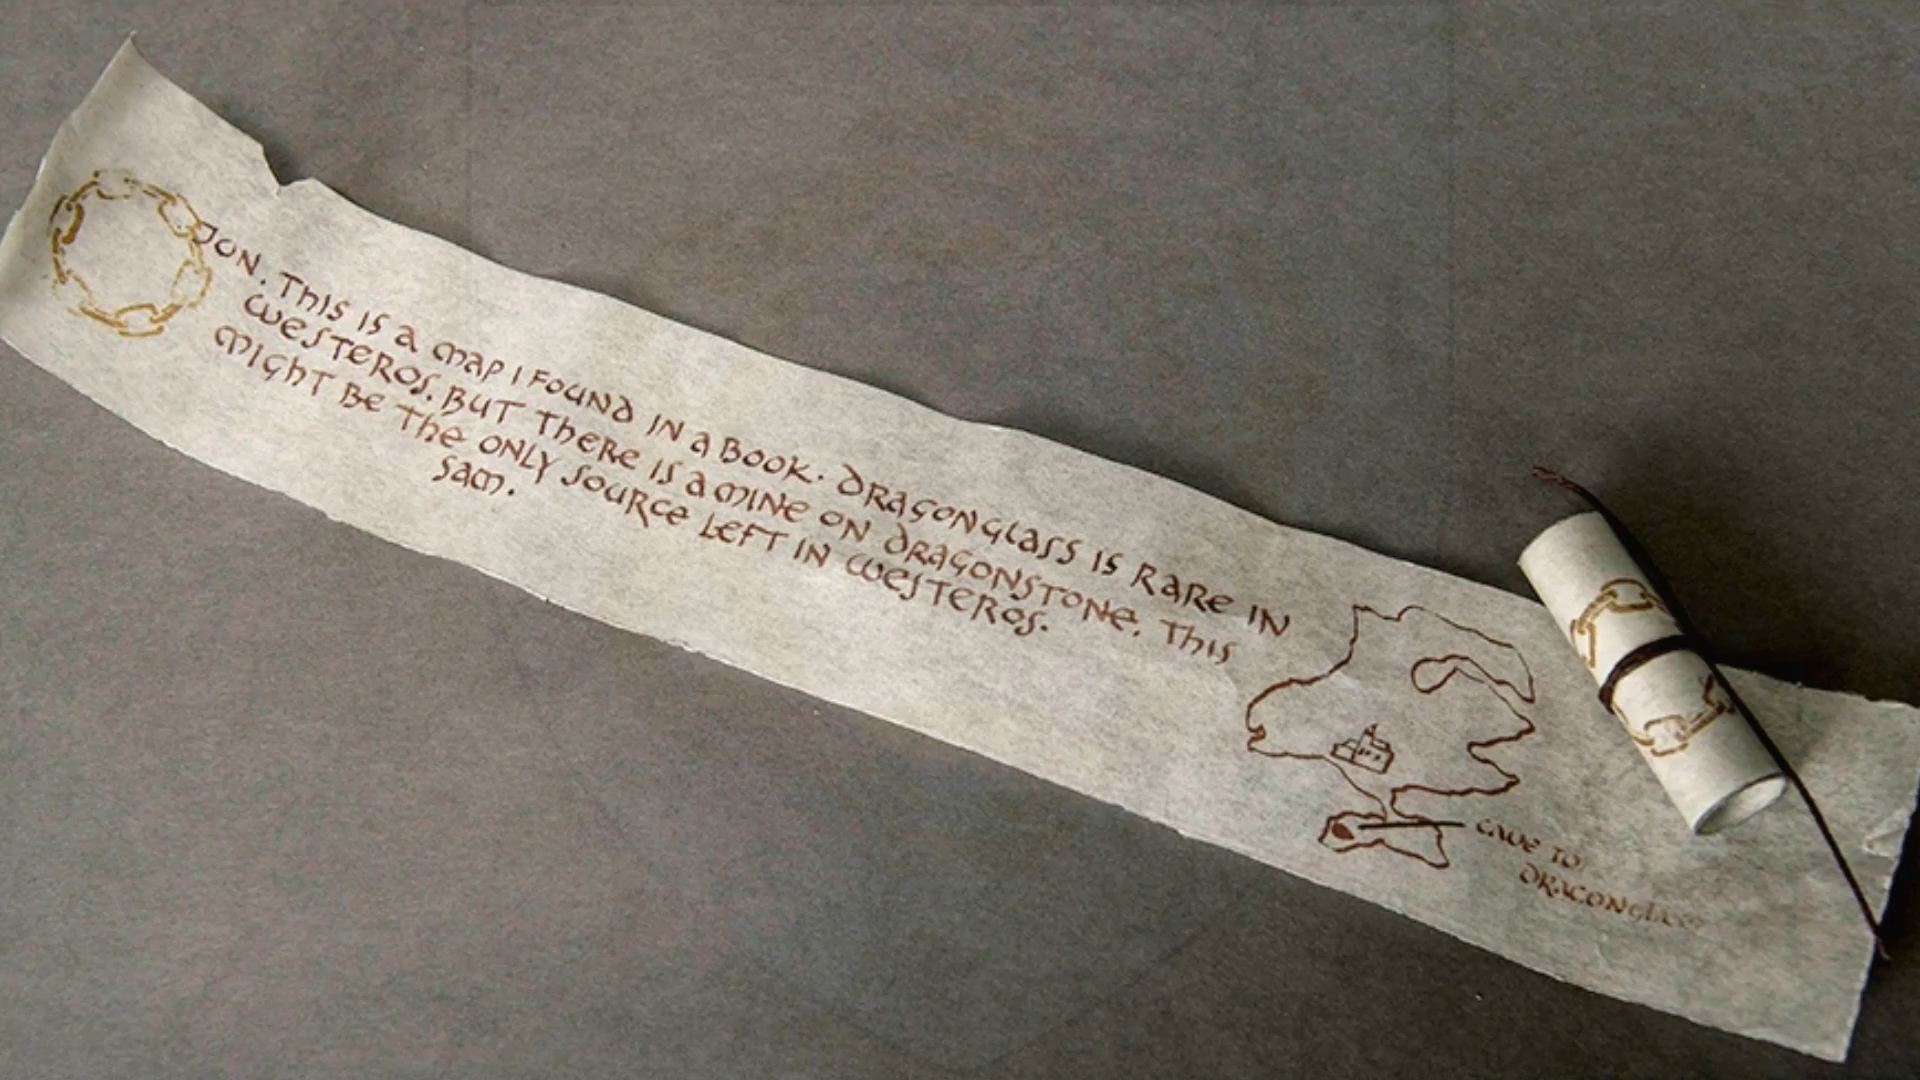 JON. THIS IS A MAP I FOUND IN A BOOK. DRAGONGLASS IS RARE IN
WESTEROS. BUT THERE IS A MINE ON DRAGONSTONE. THIS
MIGHT BE THE ONLY SOURCE LEFT IN WESTEROS.
SAM.
CAVE TO
DRAGONGLASS